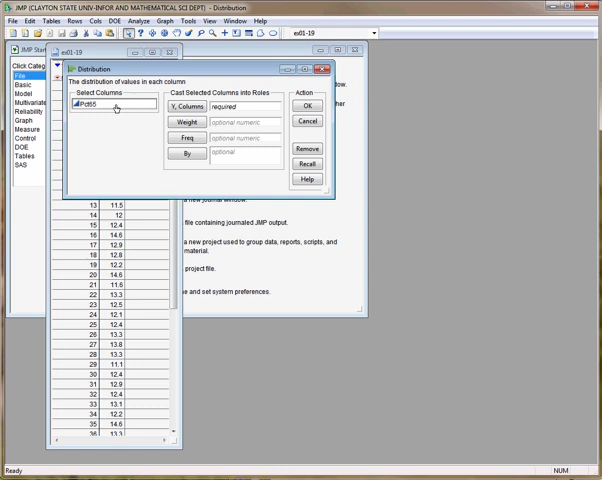 JMP (CLAYTON STATE UNIV-INFOR AND MATHEMATICAL SCI DEPT) - Distribution
File Edit Tables Rows Cols DOE Analyze Graph Tools View Window Help
ex01-19
JMP Start
ex01-19
Click Categ
File
Basic
Model
Multivariate
Reliability
Graph
Measure
Control
DOE
Tables
SAS
Distribution
The distribution of values in each column
Select Columns
Pct65
Cast Selected Columns into Roles
Y, Columns required
Weight optional numeric
Freq optional numeric
By optional
Action
OK
Cancel
Remove
Recall
Help
dow.
her
13 11.5
14 12
15 12.4
16 14.6
17 12.9
18 12.8
19 12.2
20 14.6
21 11.6
22 13.3
23 12.5
24 12.1
25 12.4
26 13.3
27 13.8
28 13.3
29 11.1
30 12.4
31 12.9
32 12.4
33 13.1
34 12.2
35 14.6
36 13.3
a new journal window.
file containing journaled JMP output.
a new project used to group data, reports, scripts, and
material.
project file.
e and set system preferences.
Ready
NUM